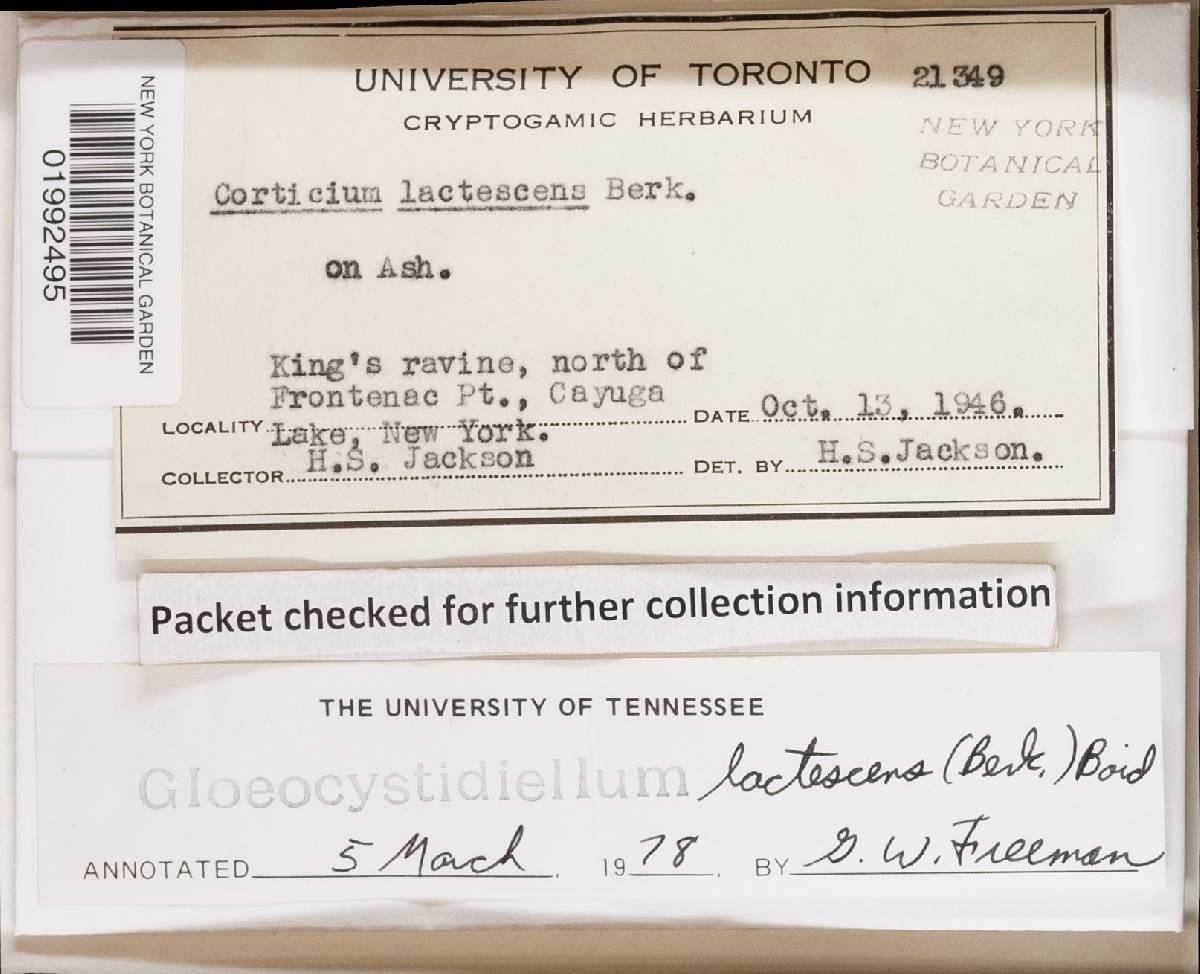 NEW YORK BOTANICAL GARDEN
01992495
UNIVERSITY OF TORONTO 21349
CRYPTOGAMIC HERBARIUM
NEW YORK
BOTANICAL
GARDEN
Corticium lactescens Berk.
on Ash.
King's ravine, north of
Frontenac Pt., Cayuga
LOCALITY Lake, New York. DATE Oct. 13, 1946.
COLLECTOR H.S. Jackson DET. BY H.S.Jackson.
Packet checked for further collection information
THE UNIVERSITY OF TENNESSEE
Gloeocystidiellum lactescens (Berk.) Boid
ANNOTATED 5 March, 1978. BY G. W. Freeman